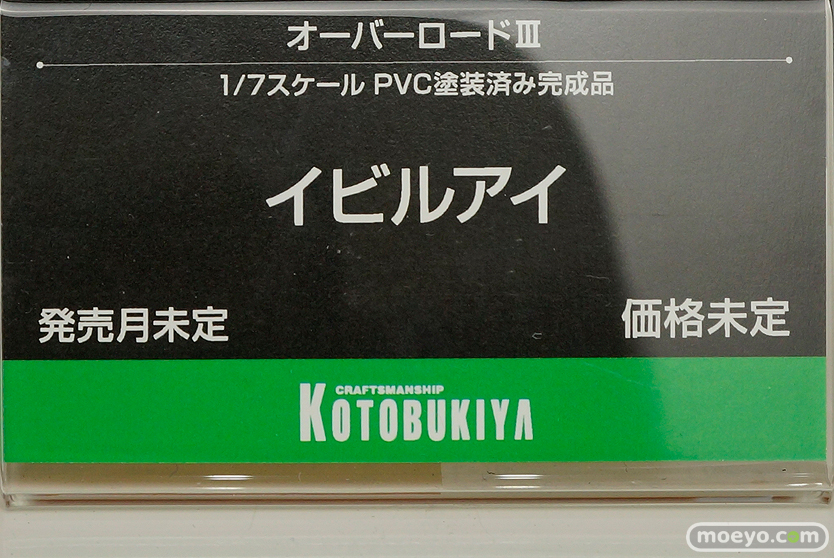 オーバーロードⅢ
1/7スケール PVC塗装済み完成品
イビルアイ
発売月未定
価格未定
CRAFTSMANSHIP
KOTOBUKIYA
moeyo.com